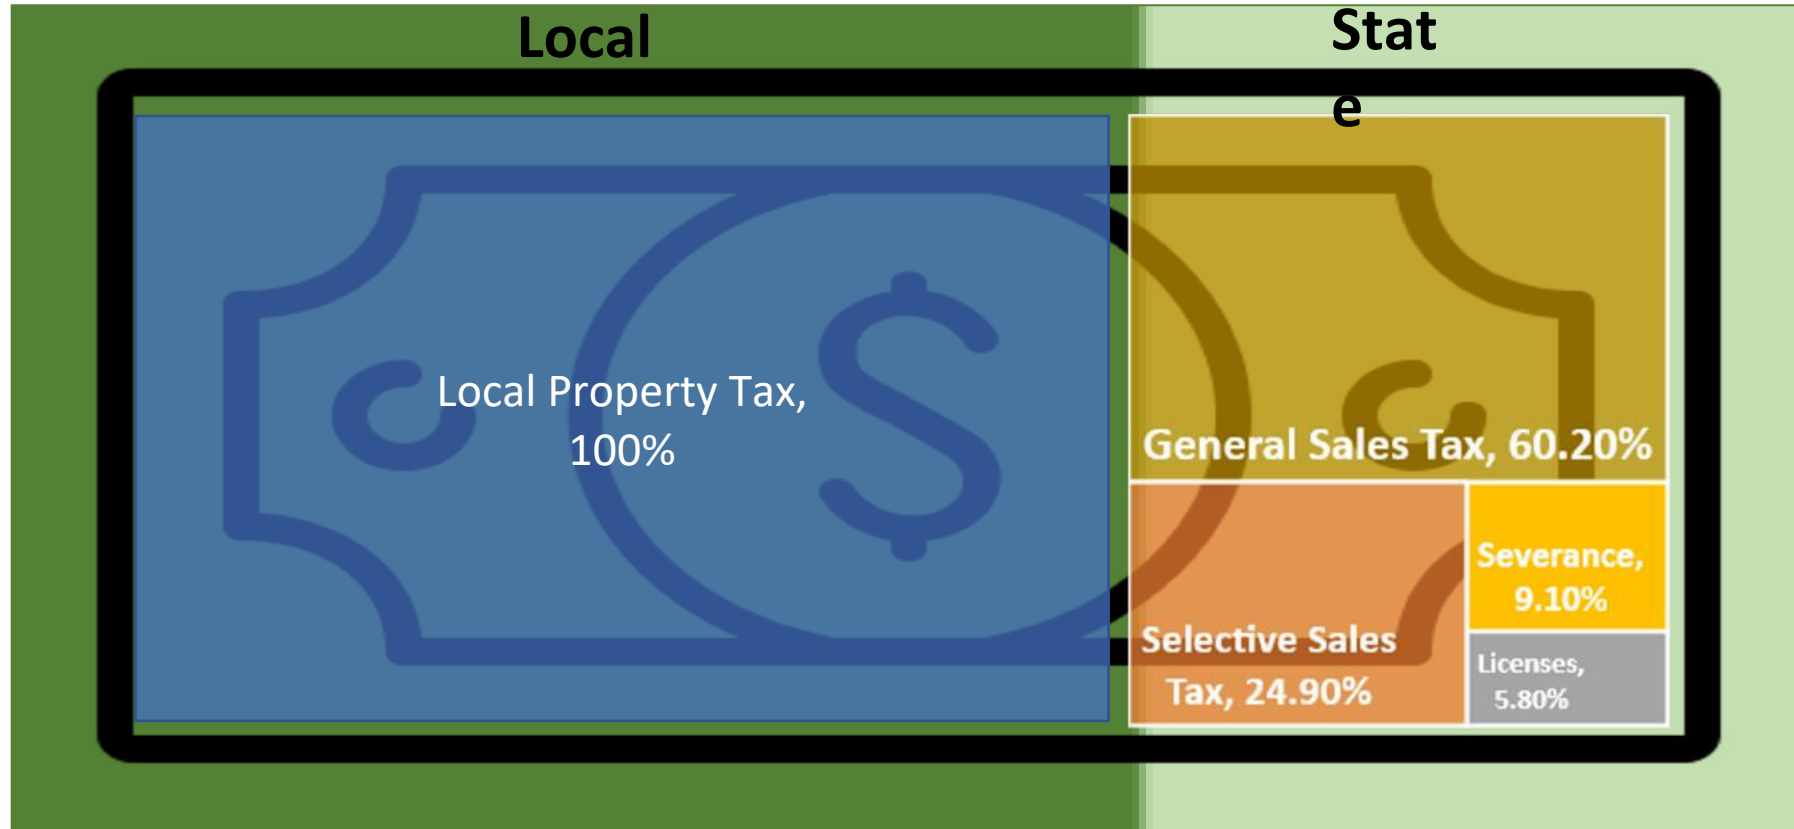 Local
Stat
e
Local Property Tax,
100%
General Sales Tax, 60.20%
Selective Sales
Tax, 24.90%
Severance,
9.10%
Licenses,
5.80%